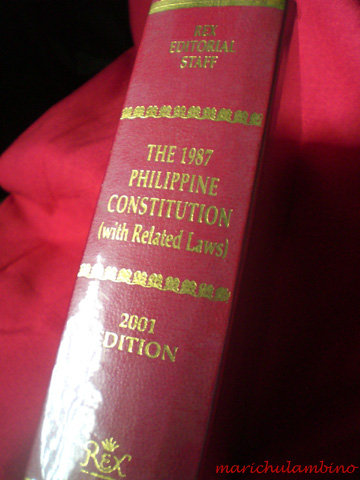 REX
EDITORIAL
STAFF
THE 1987
PHILIPPINE
CONSTITUTION
(with Related Laws)
2001
EDITION
REX
marichulambino